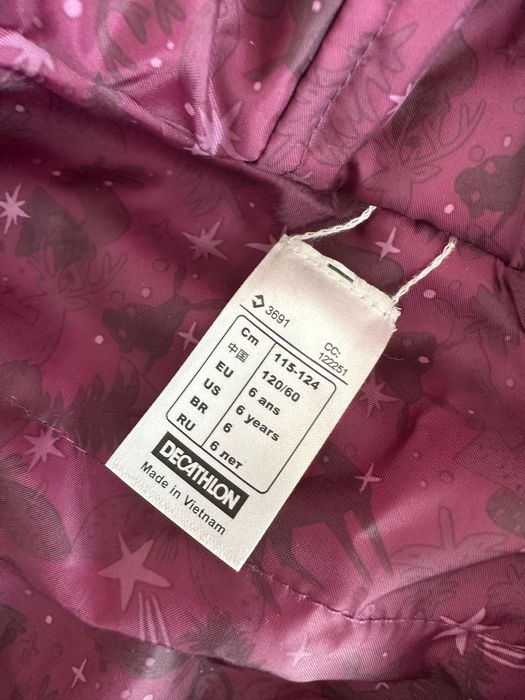 3691
CC:
122251
Cm 115-124
中国 120/60
EU 6 ans
US 6 years
BR 6
RU 6 лет
DECATHLON
Made in Vietnam